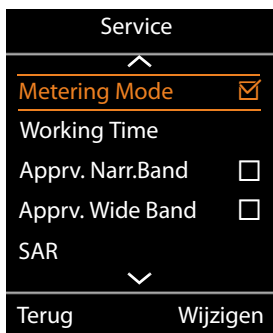 Service
Metering Mode
Working Time
Apprv. Narr.Band
Apprv. Wide Band
SAR
Terug Wijzigen